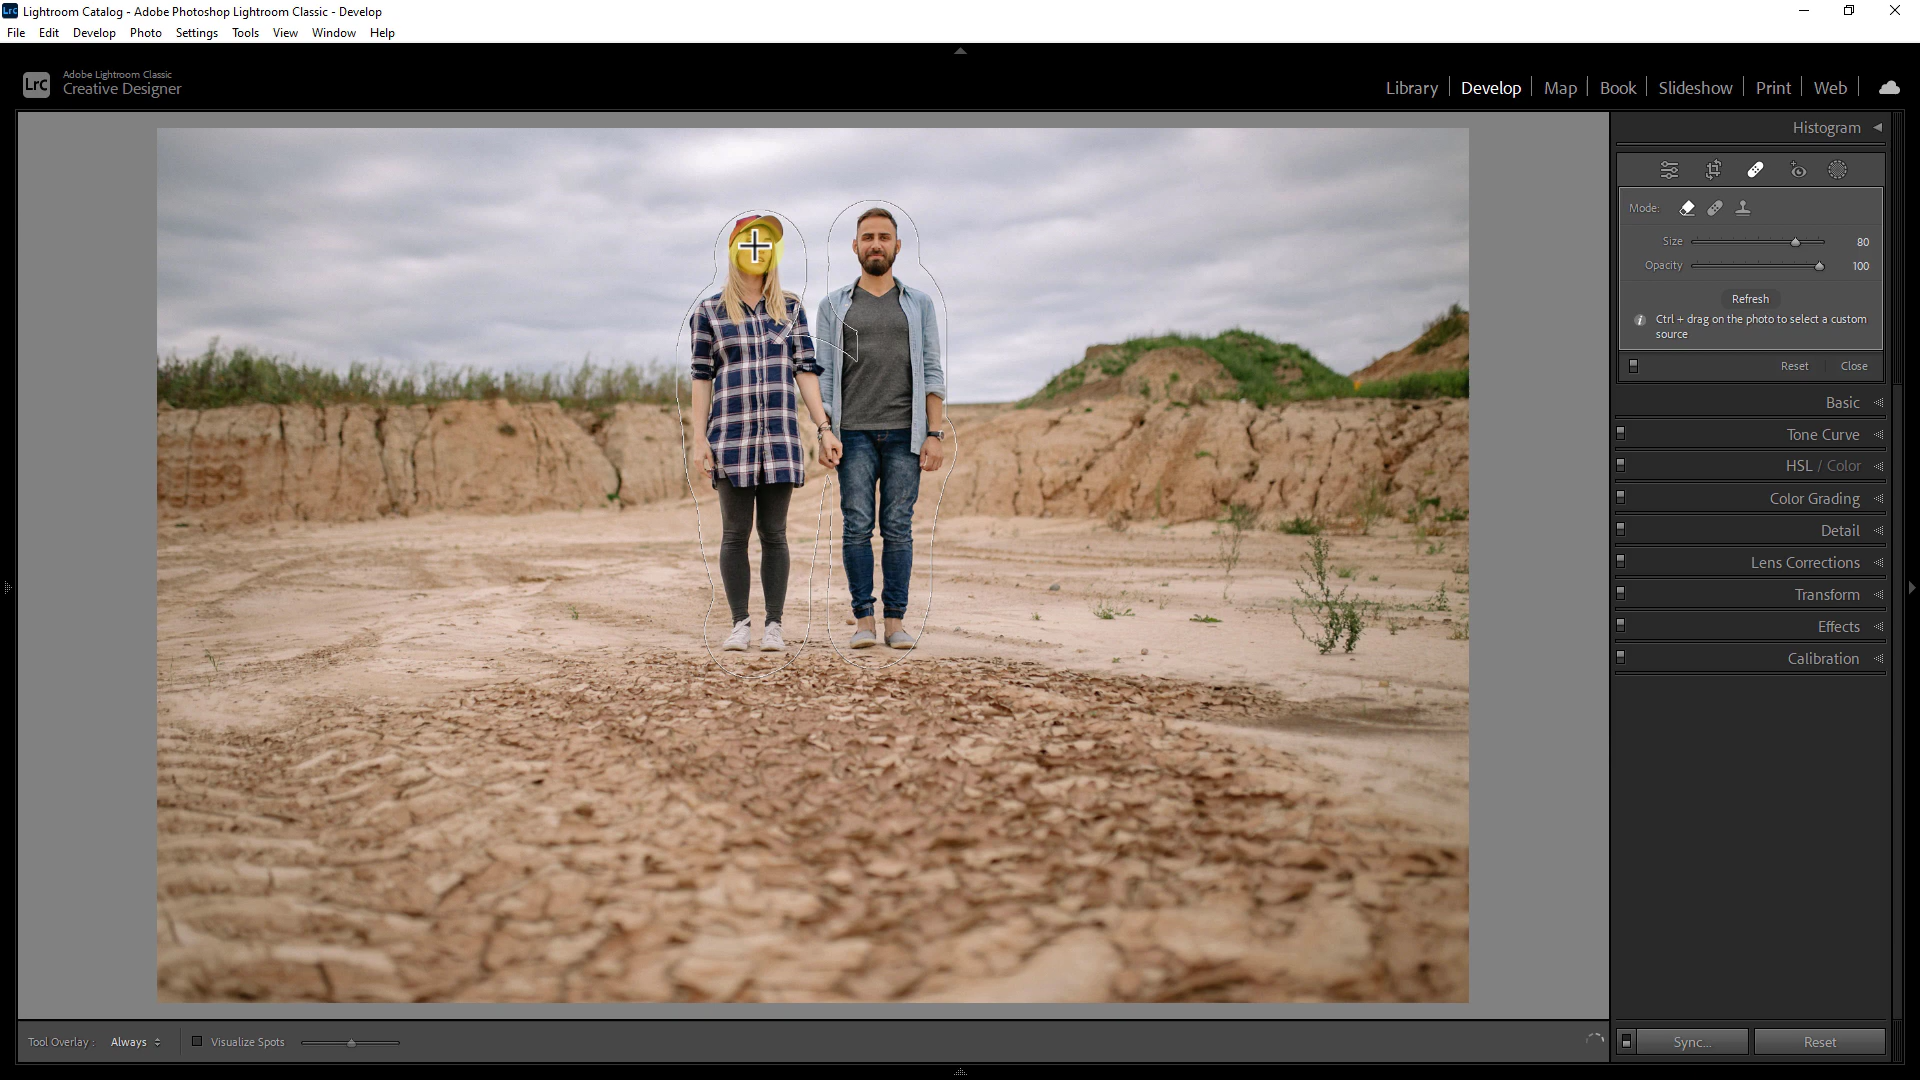 Lightroom Catalog - Adobe Photoshop Lightroom Classic - Develop
File Edit Develop Photo Settings Tools View Window Help
LrC
Adobe Lightroom Classic
Creative Designer
Library Develop Map Book Slideshow Print Web
Histogram
Mode:
Size 80
Opacity 100
Refresh
Ctrl + drag on the photo to select a custom
source
Reset Close
Basic
Tone Curve
HSL / Color
Color Grading
Detail
Lens Corrections
Transform
Effects
Calibration
Tool Overlay : Always Visualize Spots
Sync... Reset